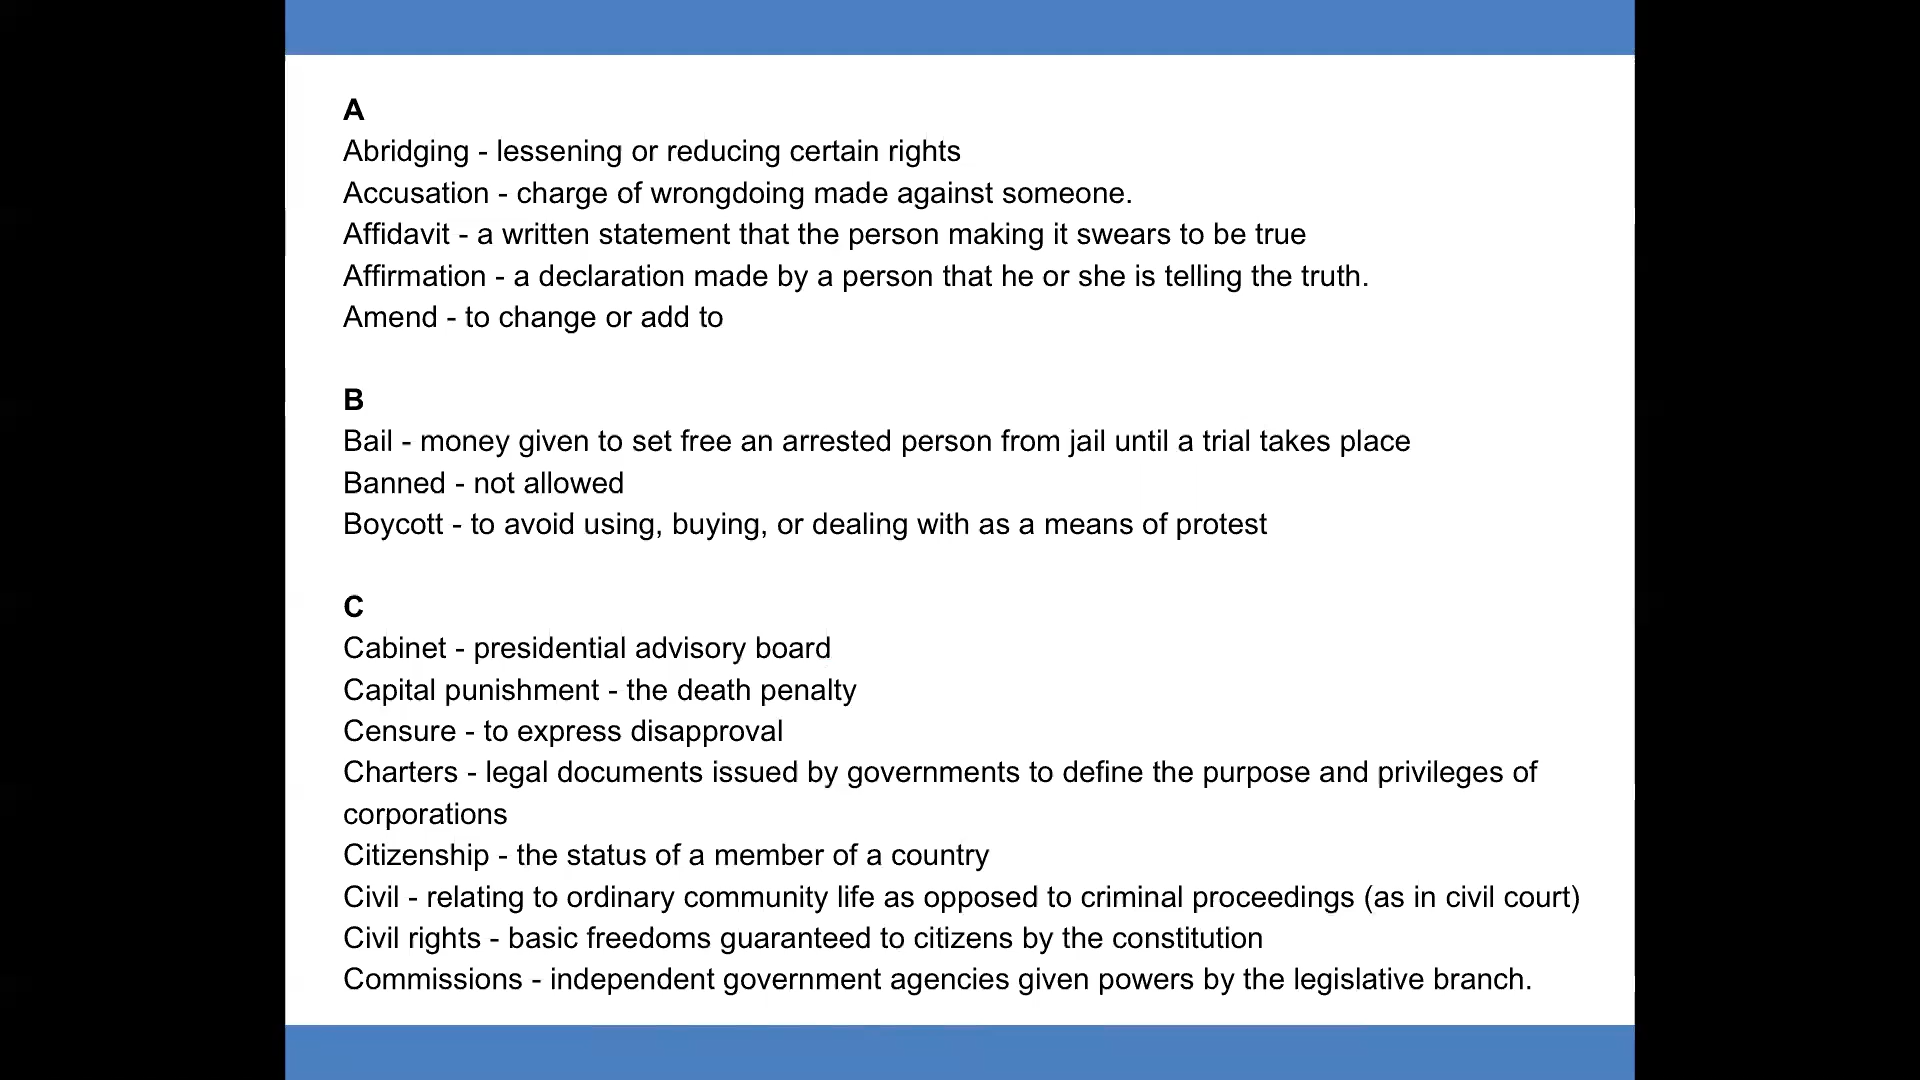 A
Abridging - lessening or reducing certain rights
Accusation - charge of wrongdoing made against someone.
Affidavit - a written statement that the person making it swears to be true
Affirmation - a declaration made by a person that he or she is telling the truth.
Amend - to change or add to
B
Bail - money given to set free an arrested person from jail until a trial takes place
Banned - not allowed
Boycott - to avoid using, buying, or dealing with as a means of protest
C
Cabinet - presidential advisory board
Capital punishment - the death penalty
Censure - to express disapproval
Charters - legal documents issued by governments to define the purpose and privileges of
corporations
Citizenship - the status of a member of a country
Civil - relating to ordinary community life as opposed to criminal proceedings (as in civil court)
Civil rights - basic freedoms guaranteed to citizens by the constitution
Commissions - independent government agencies given powers by the legislative branch.